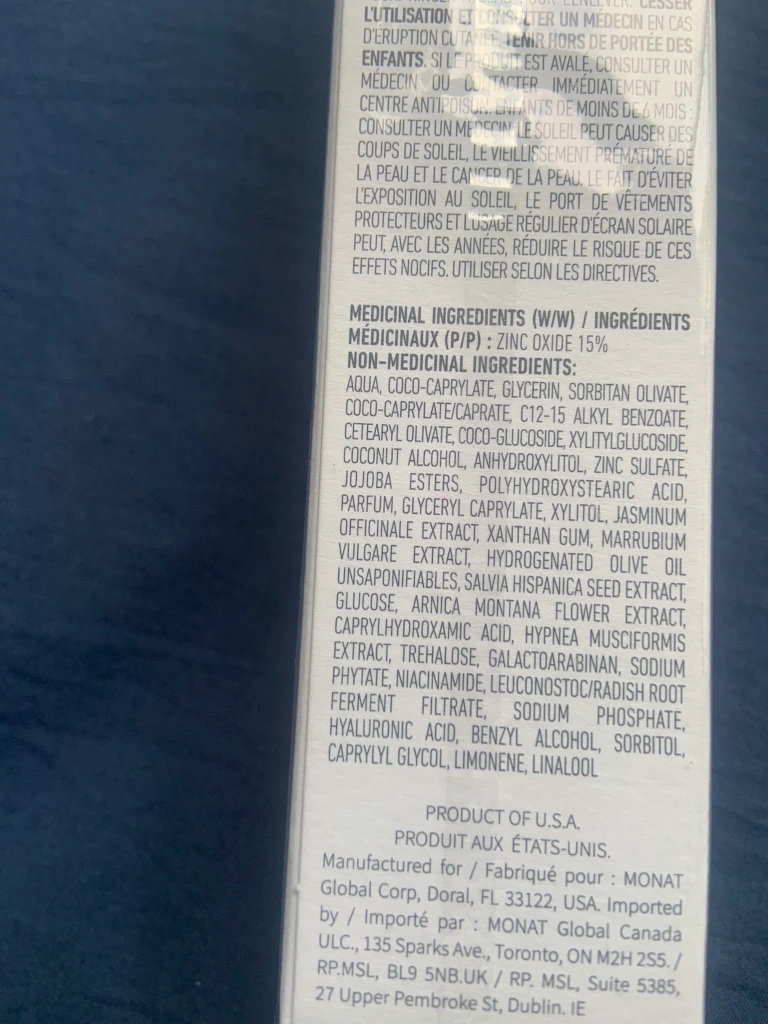 CESSER
L'UTILISATION ET CONSULTER UN MÉDECIN EN CAS
D'ÉRUPTION CUTANÉE. TENIR HORS DE PORTÉE DES
ENFANTS. SI LE PRODUIT EST AVALÉ, CONSULTER UN
MÉDECIN OU CONTACTER IMMÉDIATEMENT UN
CENTRE ANTIPOISON. ENFANTS DE MOINS DE 6 MOIS :
CONSULTER UN MÉDECIN. LE SOLEIL PEUT CAUSER DES
COUPS DE SOLEIL, LE VIEILLISSEMENT PRÉMATURÉ DE
LA PEAU ET LE CANCER DE LA PEAU. LE FAIT D'ÉVITER
L'EXPOSITION AU SOLEIL, LE PORT DE VÊTEMENTS
PROTECTEURS ET L'USAGE RÉGULIER D'ÉCRAN SOLAIRE
PEUT, AVEC LES ANNÉES, RÉDUIRE LE RISQUE DE CES
EFFETS NOCIFS. UTILISER SELON LES DIRECTIVES.
MEDICINAL INGREDIENTS (W/W) / INGRÉDIENTS
MÉDICINAUX (P/P) : ZINC OXIDE 15%
NON-MEDICINAL INGREDIENTS:
AQUA, COCO-CAPRYLATE, GLYCERIN, SORBITAN OLIVATE,
COCO-CAPRYLATE/CAPRATE, C12-15 ALKYL BENZOATE,
CETEARYL OLIVATE, COCO-GLUCOSIDE, XYLITYLGLUCOSIDE,
COCONUT ALCOHOL, ANHYDROXYLITOL, ZINC SULFATE,
JOJOBA ESTERS, POLYHYDROXYSTEARIC ACID,
PARFUM, GLYCERYL CAPRYLATE, XYLITOL, JASMINUM
OFFICINALE EXTRACT, XANTHAN GUM, MARRUBIUM
VULGARE EXTRACT, HYDROGENATED OLIVE OIL
UNSAPONIFIABLES, SALVIA HISPANICA SEED EXTRACT,
GLUCOSE, ARNICA MONTANA FLOWER EXTRACT,
CAPRYLHYDROXAMIC ACID, HYPNEA MUSCIFORMIS
EXTRACT, TREHALOSE, GALACTOARABINAN, SODIUM
PHYTATE, NIACINAMIDE, LEUCONOSTOC/RADISH ROOT
FERMENT FILTRATE, SODIUM PHOSPHATE,
HYALURONIC ACID, BENZYL ALCOHOL, SORBITOL,
CAPRYLYL GLYCOL, LIMONENE, LINALOOL
PRODUCT OF U.S.A.
PRODUIT AUX ÉTATS-UNIS.
Manufactured for / Fabriqué pour : MONAT
Global Corp, Doral, FL 33122, USA. Imported
by / Importé par : MONAT Global Canada
ULC., 135 Sparks Ave., Toronto, ON M2H 2S5. /
RP.MSL, BL9 5NB.UK / RP. MSL, Suite 5385,
27 Upper Pembroke St, Dublin. IE